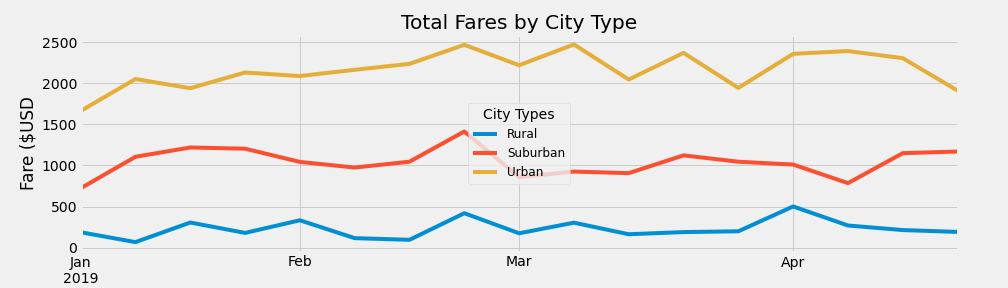 Total Fares by City Type
Fare ($USD
2500
2000
1500
1000
500
0
City Types
Rural
Suburban
Urban
Jan
2019
Feb
Mar
Apr